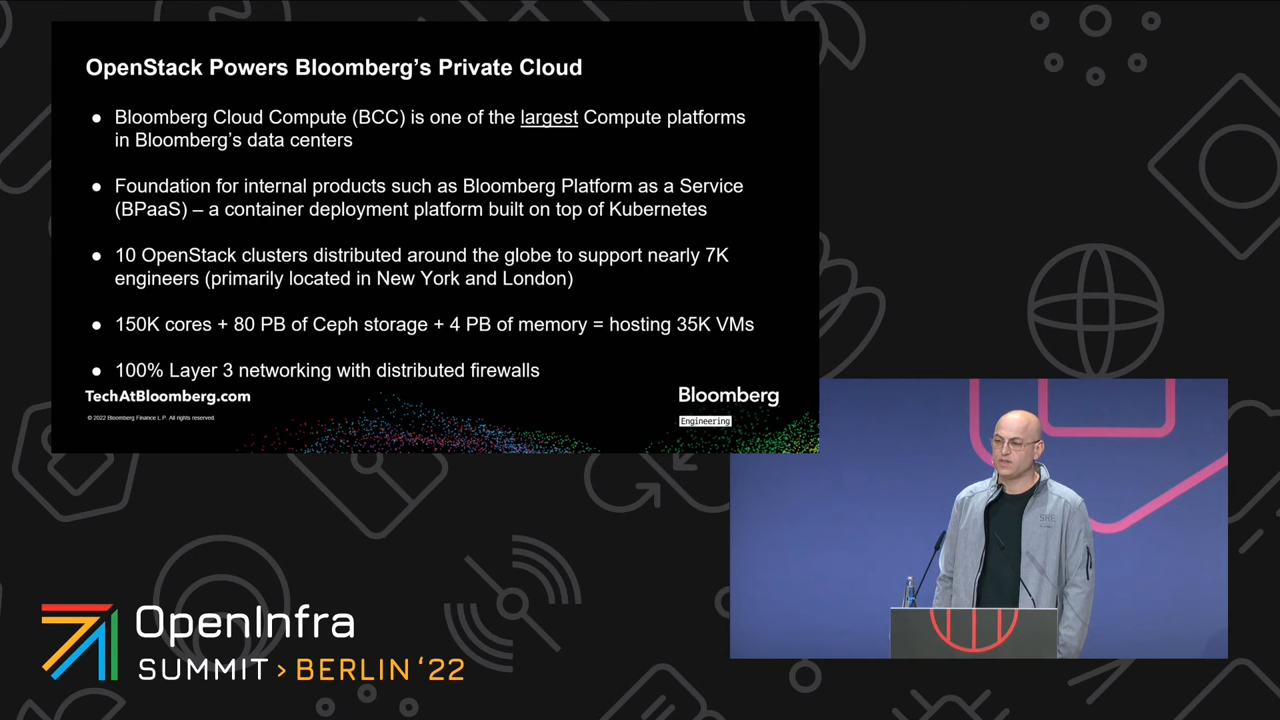 OpenStack Powers Bloomberg's Private Cloud
● Bloomberg Cloud Compute (BCC) is one of the largest Compute platforms
in Bloomberg's data centers
● Foundation for internal products such as Bloomberg Platform as a Service
(BPaaS) – a container deployment platform built on top of Kubernetes
● 10 OpenStack clusters distributed around the globe to support nearly 7K
engineers (primarily located in New York and London)
● 150K cores + 80 PB of Ceph storage + 4 PB of memory = hosting 35K VMs
● 100% Layer 3 networking with distributed firewalls
TechAtBloomberg.com
© 2022 Bloomberg Finance L.P. All rights reserved.
Bloomberg
Engineering
SRE
OpenInfra
SUMMIT > BERLIN '22